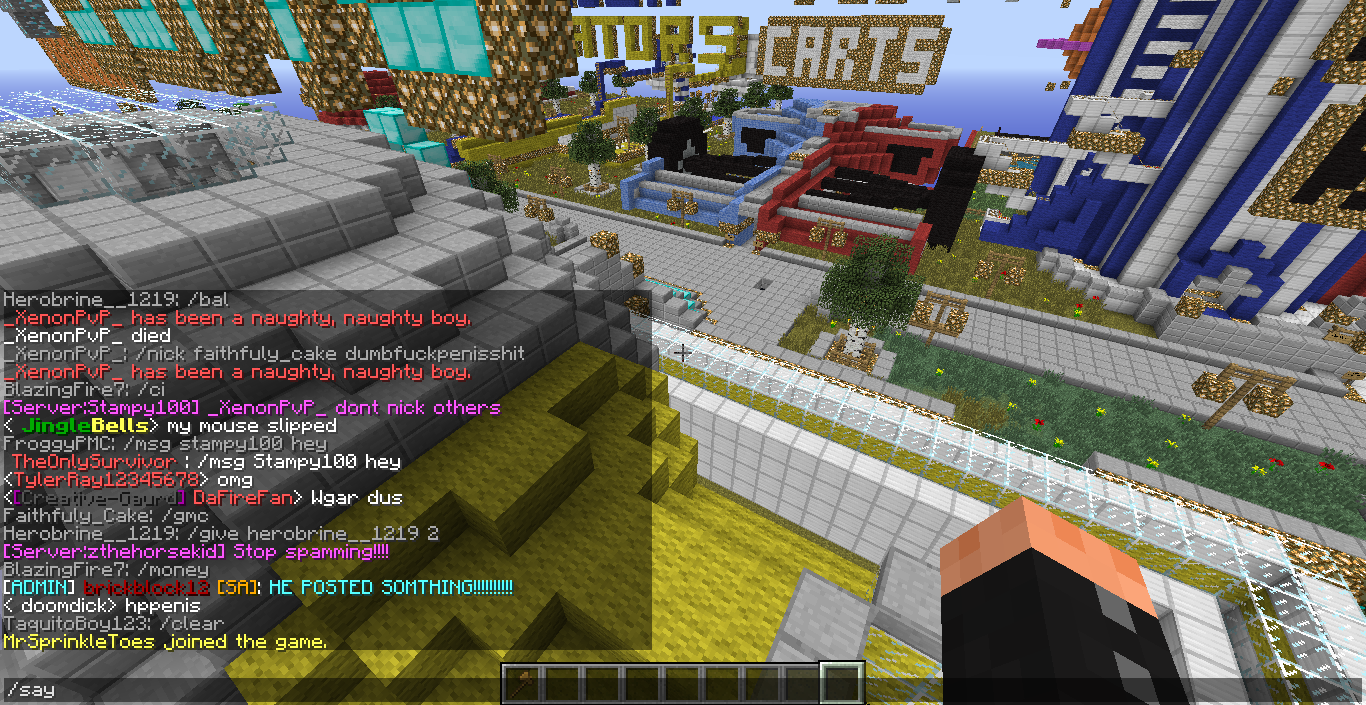 ATORS
CARTS
Herobrine__1219: /bal
_XenonPvP_ has been a naughty, naughty boy.
_XenonPvP_ died
_XenonPvP_: /nick faithfuly_cake dumbfuckpenisshit
_XenonPvP_ has been a naughty, naughty boy.
BlazingFire7: /ci
[Server:Stampy100] _XenonPvP_ dont nick others
< JingleBells> my mouse slipped
FroggyPMC: /msg stampy100 hey
TheOnlySurvivor : /msg Stampy100 hey
<TylerRay12345678> omg
<[Creative-Gaurd] DaFireFan> Wgar dus
Faithfuly_Cake: /gmc
Herobrine__1219: /give herobrine__1219 2
[Server:zthehorsekid] Stop spamming!!!!
BlazingFire7: /money
[ADMIN] brickblock12 [SA]: HE POSTED SOMTHING!!!!!!!!!
< doomdick> hppenis
TaquitoBoy123: /clear
MrSprinkleToes joined the game.
/say